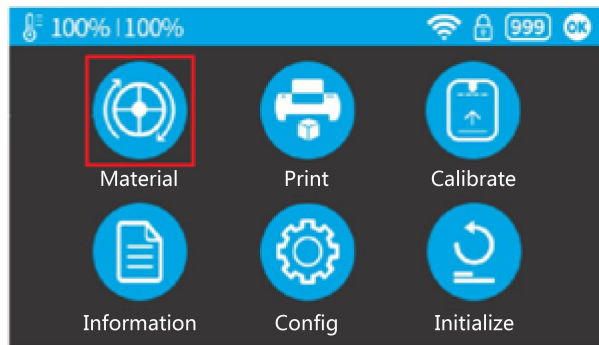 100% | 100% 999 OK
Material Print Calibrate
Information Config Initialize